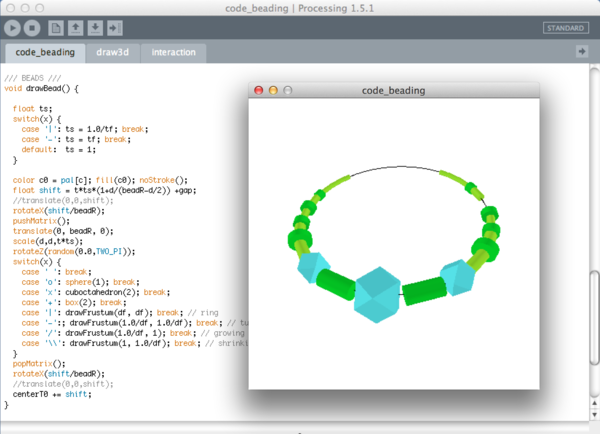 code_beading | Processing 1.5.1
STANDARD
code_beading draw3d interaction
/// BEADS ///
void drawBead() {
float ts;
switch(x) {
case '|': ts = 1.0/tf; break;
case '-': ts = tf; break;
default: ts = 1;
}
color c0 = pal[c]; fill(c0); noStroke();
float shift = t*ts*(1+d/(beadR-d/2)) +gap;
//translate(0,0,shift);
rotateX(shift/beadR);
pushMatrix();
translate(0, beadR, 0);
scale(d,d,t*ts);
rotateZ(random(0.0,TWO_PI));
switch(x) {
case ' ': break;
case 'o': sphere(1); break;
case 'x': cuboctahedron(2); break;
case '+': box(2); break;
case '|': drawFrustum(df, df); break; // ring
case '-': drawFrustum(1.0/df, 1.0/df); break; // tu
case '/': drawFrustum(1.0/df, 1); break; // growing
case '\\': drawFrustum(1, 1.0/df); break; // shrinki
}
popMatrix();
rotateX(shift/beadR);
//translate(0,0,shift);
centerT0 += shift;
}
code_beading